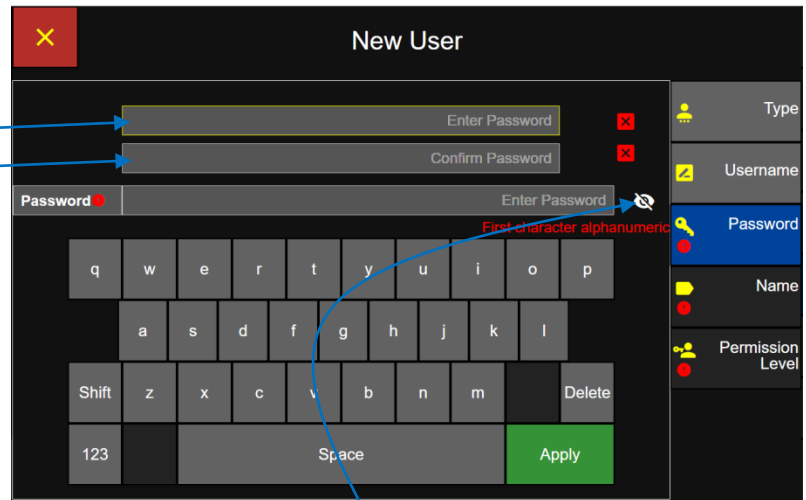 New User
Enter Password
Confirm Password
Password
Enter Password
First character alphanumeric
q w e r t y u i o p
a s d f g h j k l
Shift z x c v b n m Delete
123 Space Apply
Type
Username
Password
Name
Permission
Level